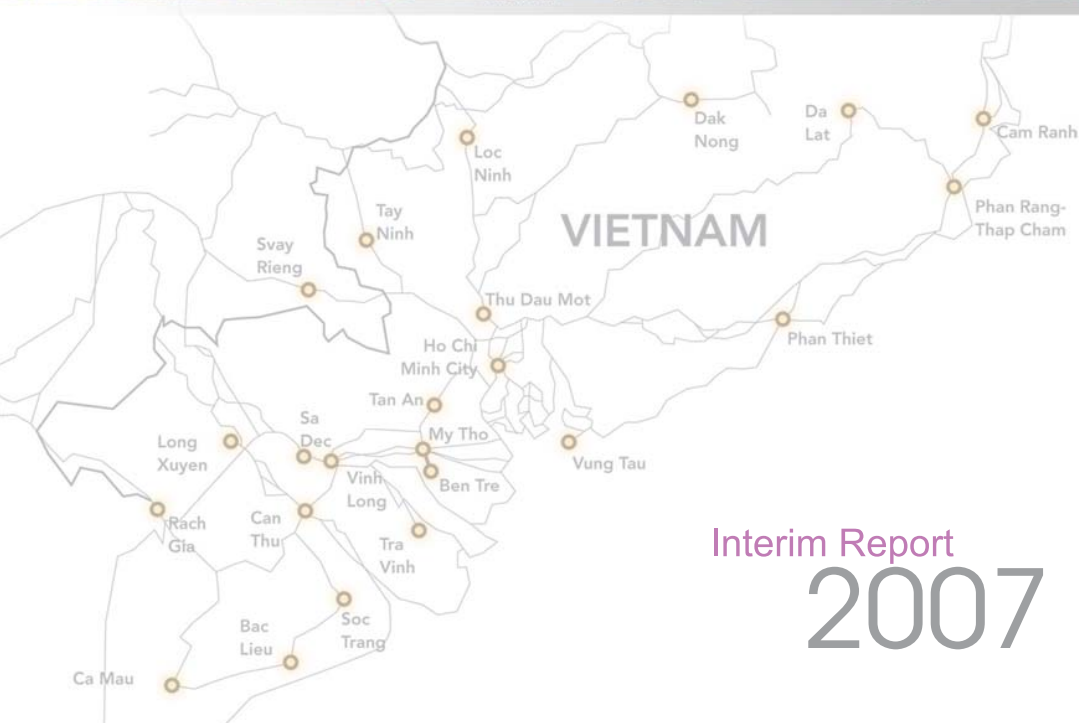 Dak
Nong
Da
Lat
Cam Ranh
Loc
Ninh
Phan Rang-
Thap Cham
Tay
Ninh
VIETNAM
Svay
Rieng
Thu Dau Mot
Phan Thiet
Ho Chi
Minh City
Tan An
Sa
Dec
My Tho
Long
Xuyen
Vung Tau
Vinh
Long
Ben Tre
Rach
Gia
Can
Thu
Tra
Vinh
Interim Report
2007
Soc
Trang
Bac
Lieu
Ca Mau